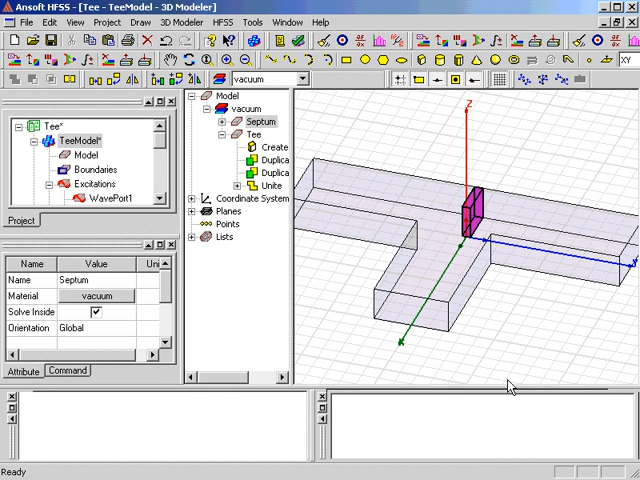 Ansoft HFSS - [Tee - TeeModel - 3D Modeler]
File Edit View Project Draw 3D Modeler HFSS Tools Window Help
vacuum
XY
Tee*
TeeModel*
Model
Boundaries
Excitations
WavePort1
Project
Model
vacuum
Septum
Tee
Create
Duplica
Duplica
Unite
Coordinate System
Planes
Points
Lists
Z
Name Value Uni
Name Septum
Material vacuum
Solve Inside
Orientation Global
Attribute Command
Ready